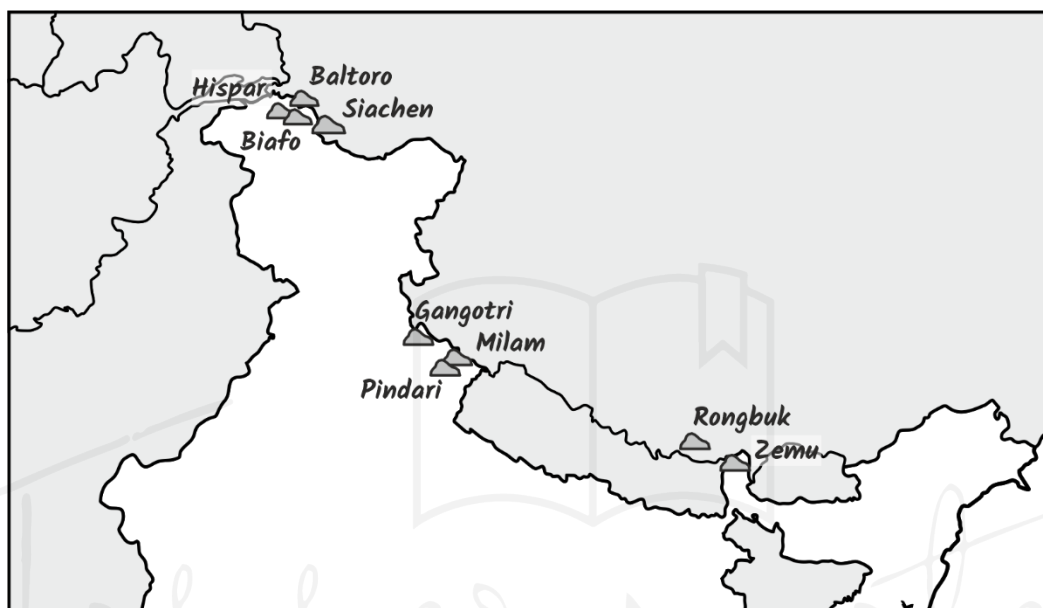 Hispar
Baltoro
Siachen
Biafo
Gangotri
Milam
Pindari
Rongbuk
Zemu